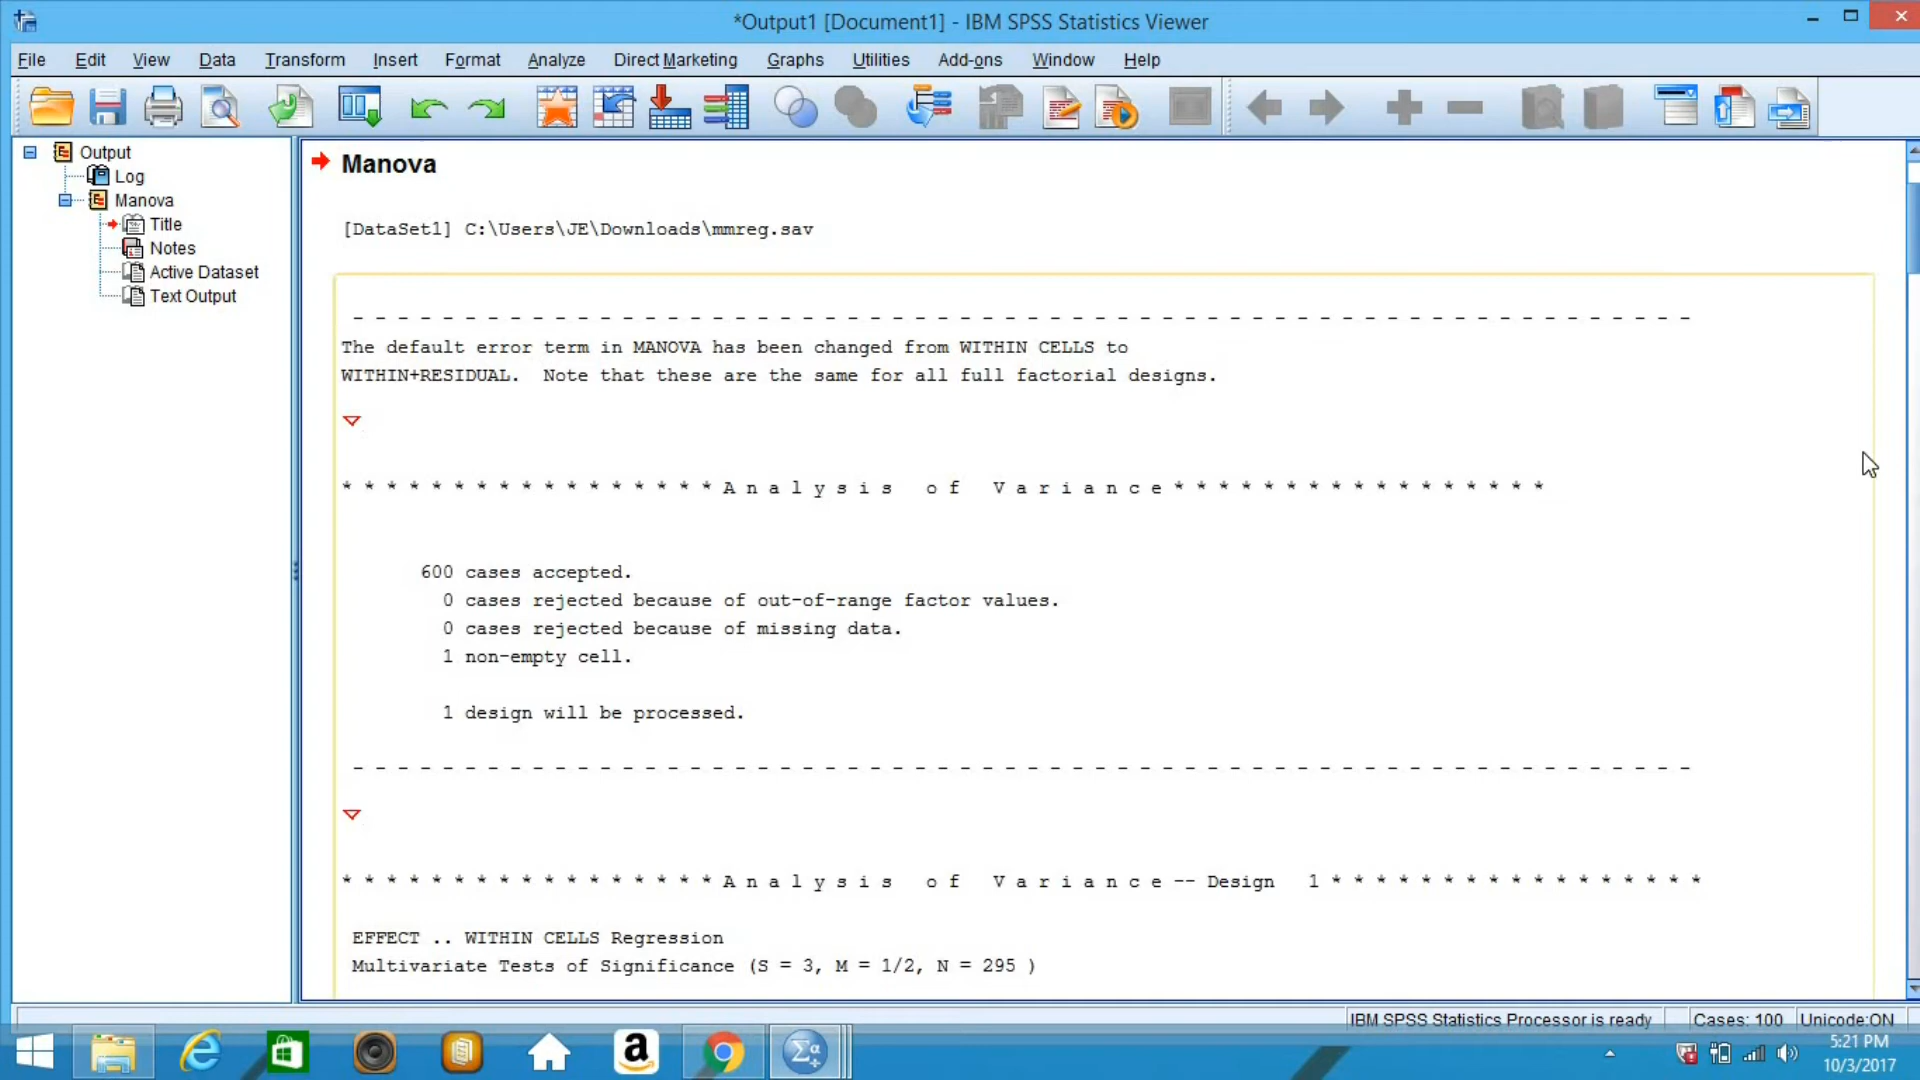 *Output1 [Document1] - IBM SPSS Statistics Viewer
File Edit View Data Transform Insert Format Analyze Direct Marketing Graphs Utilities Add-ons Window Help
Output
Log
Manova
Title
Notes
Active Dataset
Text Output
Manova
[DataSet1] C:\Users\JE\Downloads\mmreg.sav
- - - - - - - - - - - - - - - - - - - - - - - - - - - - - - - - - - - - - - - - - - - - - - - - - - - - - - - - - - - -
The default error term in MANOVA has been changed from WITHIN CELLS to
WITHIN+RESIDUAL.  Note that these are the same for all full factorial designs.
* * * * * * * * * * * * * * * * * A n a l y s i s   o f   V a r i a n c e * * * * * * * * * * * * * * * * *
600 cases accepted.
0 cases rejected because of out-of-range factor values.
0 cases rejected because of missing data.
1 non-empty cell.
1 design will be processed.
- - - - - - - - - - - - - - - - - - - - - - - - - - - - - - - - - - - - - - - - - - - - - - - - - - - - - - - - - - - -
* * * * * * * * * * * * * * * * * A n a l y s i s   o f   V a r i a n c e -- Design   1 * * * * * * * * * * * * * * * * *
EFFECT .. WITHIN CELLS Regression
Multivariate Tests of Significance (S = 3, M = 1/2, N = 295 )
IBM SPSS Statistics Processor is ready Cases: 100 Unicode:ON
a
Σα
5:21 PM
10/3/2017